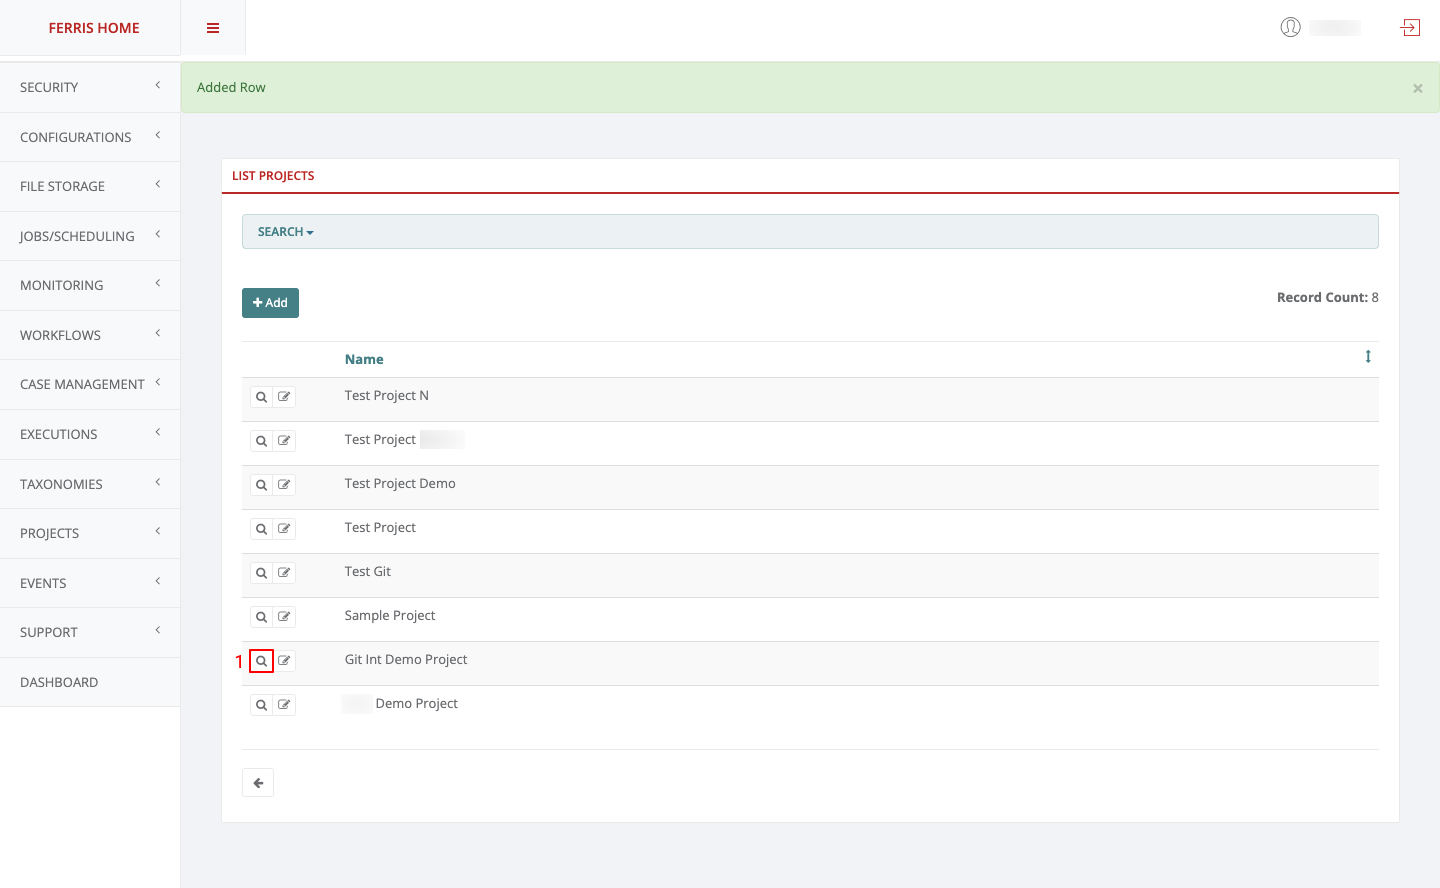 FERRIS HOME
SECURITY
CONFIGURATIONS
FILE STORAGE
JOBS/SCHEDULING
MONITORING
WORKFLOWS
CASE MANAGEMENT
EXECUTIONS
TAXONOMIES
PROJECTS
EVENTS
SUPPORT
DASHBOARD
Added Row ×
LIST PROJECTS
SEARCH
+ Add
Record Count: 8
Name
Test Project N
Test Project
Test Project Demo
Test Project
Test Git
Sample Project
1 Git Int Demo Project
Demo Project